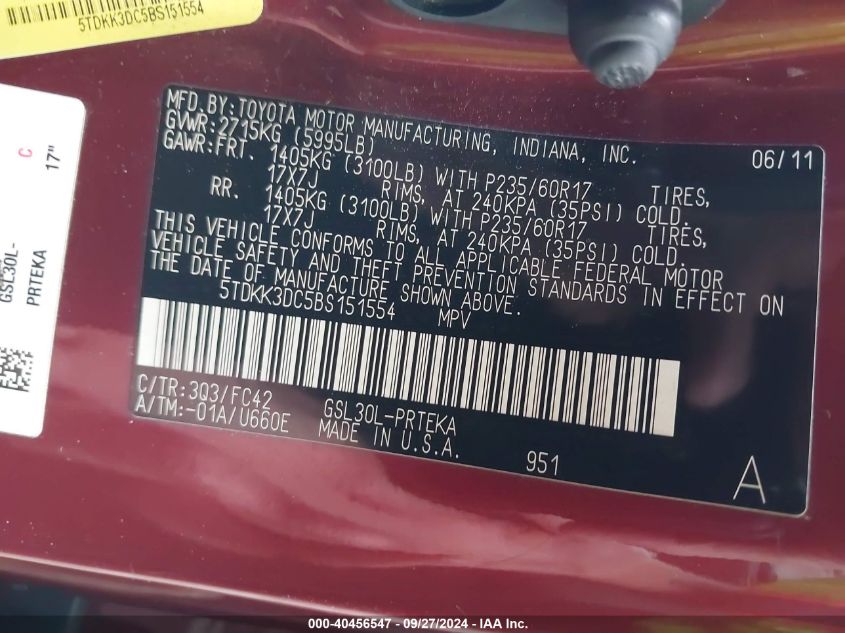 5TDKK3DC5BS151554
C
17"
GSL30L-
PRTEKA
MFD.BY:TOYOTA MOTOR MANUFACTURING, INDIANA, INC. 06/11
GVWR:2715KG (5995LB)
GAWR:FRT. 1405KG (3100LB) WITH P235/60R17 TIRES,
17X7J RIMS, AT 240KPA (35PSI) COLD.
RR. 1405KG (3100LB) WITH P235/60R17 TIRES,
17X7J RIMS, AT 240KPA (35PSI) COLD.
THIS VEHICLE CONFORMS TO ALL APPLICABLE FEDERAL MOTOR
VEHICLE SAFETY AND THEFT PREVENTION STANDARDS IN EFFECT ON
THE DATE OF MANUFACTURE SHOWN ABOVE.
5TDKK3DC5BS151554 MPV
C/TR:3Q3/FC42 GSL30L-PRTEKA
A/TM:-01A/U660E MADE IN U.S.A.
951 A
000-40456547 - 09/27/2024 - IAA Inc.